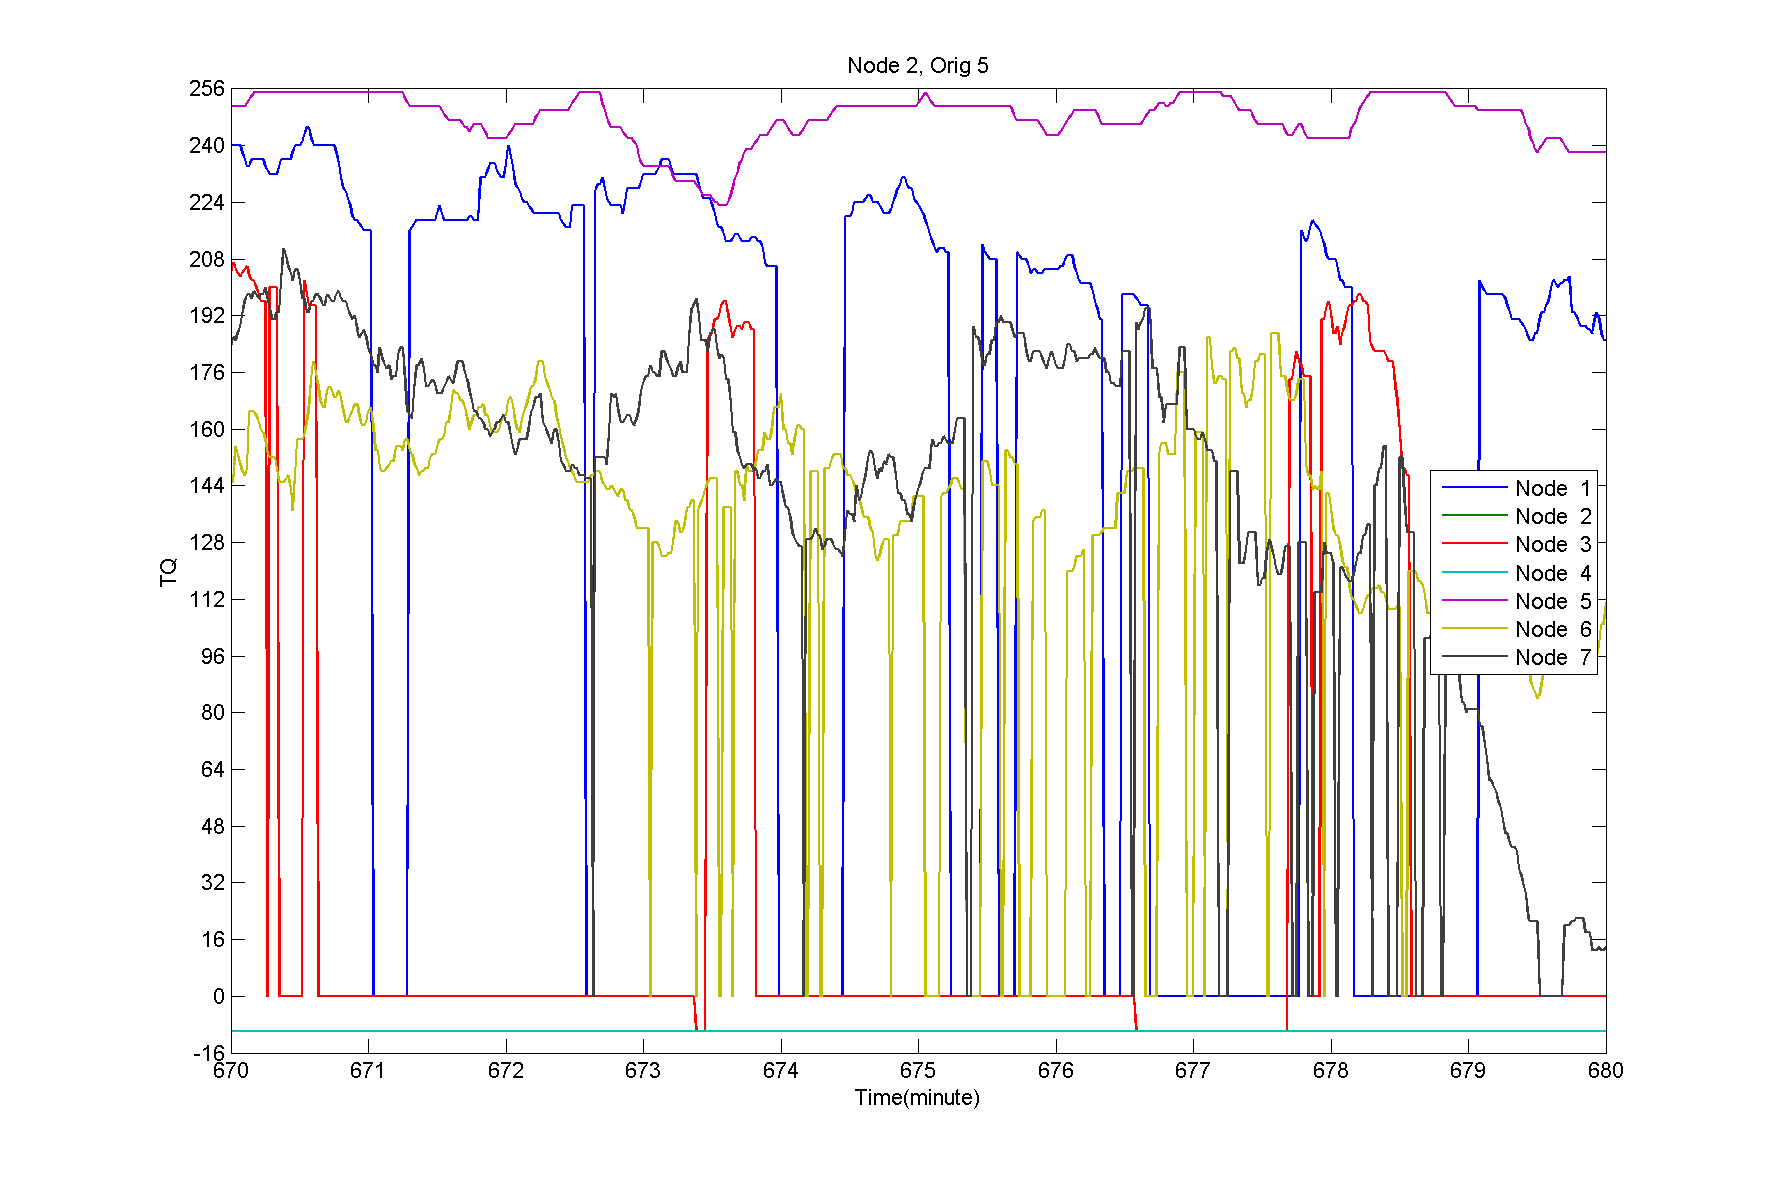 Node 2, Orig 5
256
240
224
208
192
176
160
144
128
112
96
80
64
48
32
16
0
-16
TQ
Node 1
Node 2
Node 3
Node 4
Node 5
Node 6
Node 7
670 671 672 673 674 675 676 677 678 679 680
Time(minute)